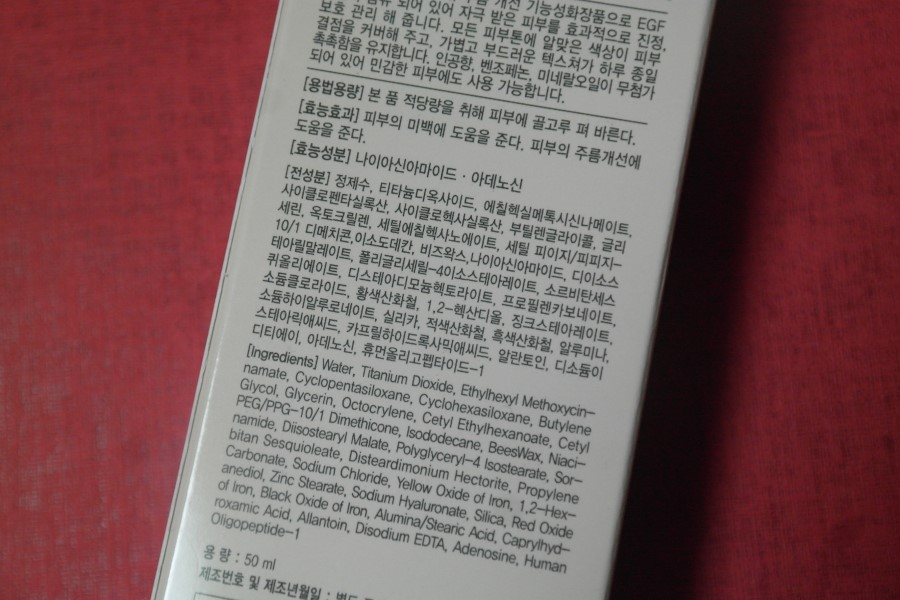 되어 있어 자극 받은 피부를 효과적으로 진정,
개선 기능성화장품으로 EGF
보호 관리 해 줍니다. 모든 피부톤에 알맞은 색상이 피부
결점을 커버해 주고, 가볍고 부드러운 텍스쳐가 하루 종일
촉촉함을 유지합니다. 인공향, 벤조페논, 미네랄오일이 무첨가
되어 있어 민감한 피부에도 사용 가능합니다.
[용법용량] 본 품 적당량을 취해 피부에 골고루 펴 바른다.
[효능효과] 피부의 미백에 도움을 준다. 피부의 주름개선에
도움을 준다.
[효능성분] 나이아신아마이드 · 아데노신
[전성분] 정제수, 티타늄디옥사이드, 에칠헥실메톡시신나메이트,
사이클로펜타실록산, 사이클로헥사실록산, 부틸렌글라이콜, 글리
세린, 옥토크릴렌, 세틸에칠헥사노에이트, 세틸 피이지/피피지-
10/1 디메치콘,이소도데칸, 비즈왁스,나이아신아마이드, 디이소스
테아릴말레이트, 폴리글리세릴-4이소스테아레이트, 소르비탄세스
퀴올리에이트, 디스테아디모늄헥토라이트, 프로필렌카보네이트,
소듐클로라이드, 황색산화철, 1,2-헥산디올, 징크스테아레이트,
소듐하이알루로네이트, 실리카, 적색산화철, 흑색산화철, 알루미나,
스테아릭애씨드, 카프릴하이드록사믹애씨드, 알란토인, 디소듐이
디티에이, 아데노신, 휴먼올리고펩타이드-1
[Ingredients] Water, Titanium Dioxide, Ethylhexyl Methoxycin-
namate, Cyclopentasiloxane, Cyclohexasiloxane, Butylene
Glycol, Glycerin, Octocrylene, Cetyl Ethylhexanoate, Cetyl
PEG/PPG-10/1 Dimethicone, Isododecane, BeesWax, Niaci-
namide, Diisostearyl Malate, Polyglyceryl-4 Isostearate, Sor-
bitan Sesquioleate, Disteardimonium Hectorite, Propylene
Carbonate, Sodium Chloride, Yellow Oxide of Iron, 1,2-Hex-
anediol, Zinc Stearate, Sodium Hyaluronate, Silica, Red Oxide
of Iron, Black Oxide of Iron, Alumina/Stearic Acid, Caprylhyd-
roxamic Acid, Allantoin, Disodium EDTA, Adenosine, Human
Oligopeptide-1
용 량 : 50 ml
제조번호 및 제조년월일 : 별도